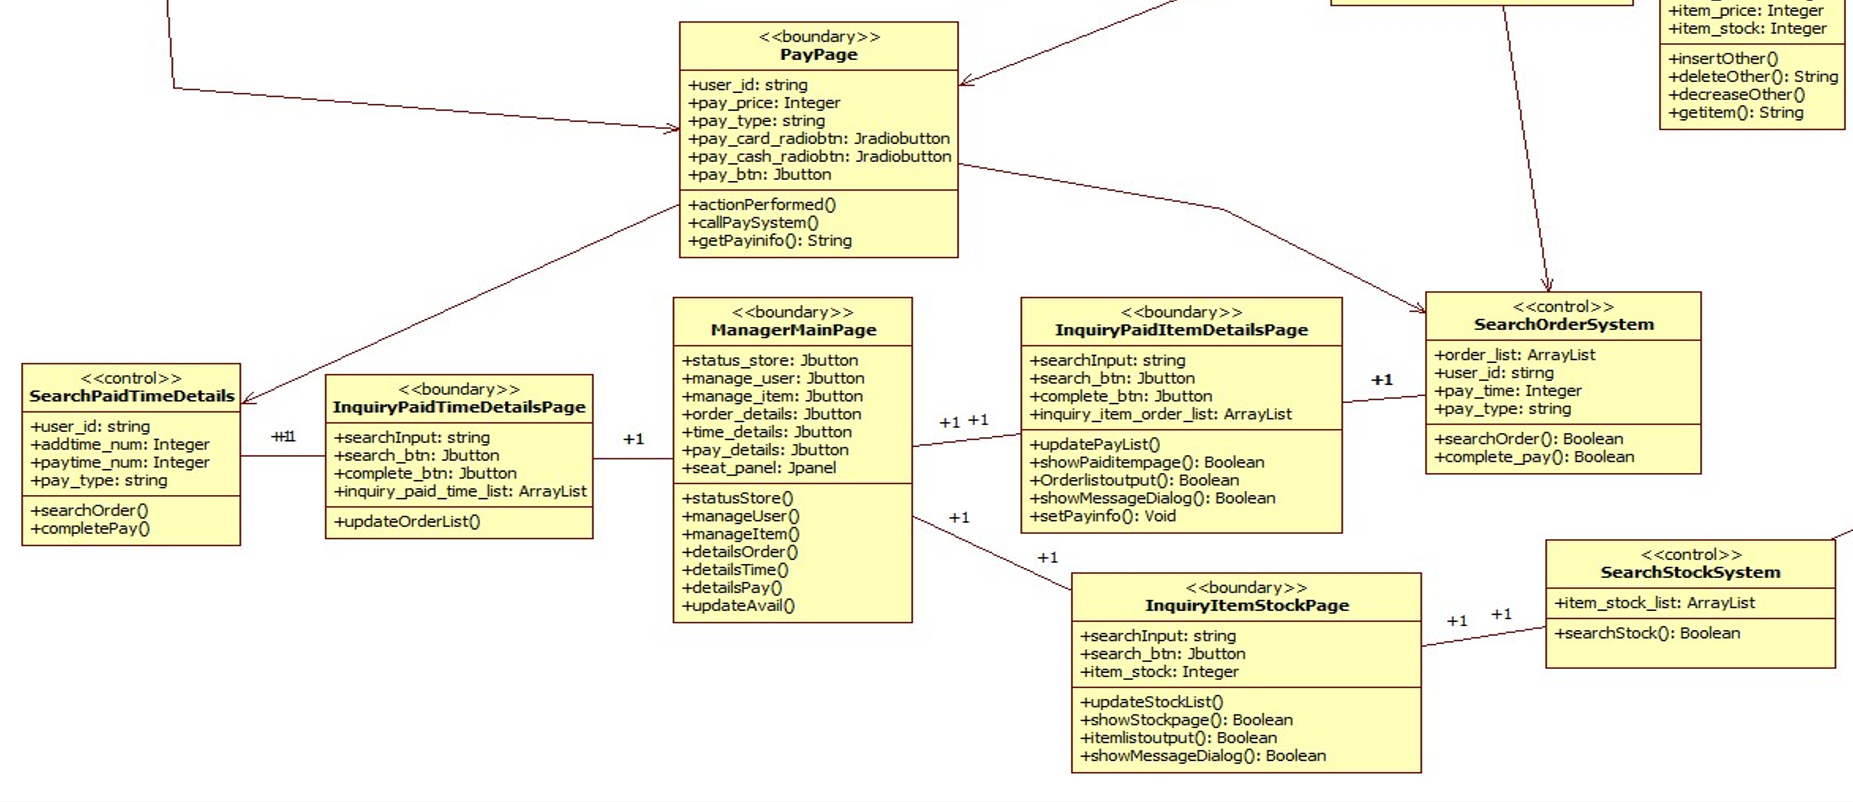 <<boundary>>
PayPage
+user_id: string
+pay_price: Integer
+pay_type: string
+pay_card_radiobtn: Jradiobutton
+pay_cash_radiobtn: Jradiobutton
+pay_btn: Jbutton
+actionPerformed()
+callPaySystem()
+getPayinifo(): String
+item_price: Integer
+item_stock: Integer
+insertOther()
+deleteOther(): String
+decreaseOther()
+getitem(): String
<<control>>
SearchPaidTimeDetails
+user_id: string
+addtime_num: Integer
+paytime_num: Integer
+pay_type: string
+searchOrder()
+completePay()
<<boundary>>
InquiryPaidTimeDetailsPage
+searchInput: string
+search_btn: Jbutton
+complete_btn: Jbutton
+inquiry_paid_time_list: ArrayList
+updateOrderList()
+1
<<boundary>>
ManagerMainPage
+status_store: Jbutton
+manage_user: Jbutton
+manage_item: Jbutton
+order_details: Jbutton
+time_details: Jbutton
+pay_details: Jbutton
+seat_panel: Jpanel
+statusStore()
+manageUser()
+manageItem()
+detailsOrder()
+detailsTime()
+detailsPay()
+updateAvail()
+1 +1
+1
+1
<<boundary>>
InquiryPaidItemDetailsPage
+searchInput: string
+search_btn: Jbutton
+complete_btn: Jbutton
+inquiry_item_order_list: ArrayList
+updatePayList()
+showPaiditempage(): Boolean
+Orderlistoutput(): Boolean
+showMessageDialog(): Boolean
+setPayinfo(): Void
+1
<<control>>
SearchOrderSystem
+order_list: ArrayList
+user_id: stirng
+pay_time: Integer
+pay_type: string
+searchOrder(): Boolean
+complete_pay(): Boolean
<<boundary>>
InquiryItemStockPage
+searchInput: string
+search_btn: Jbutton
+item_stock: Integer
+updateStockList()
+showStockpage(): Boolean
+itemlistoutput(): Boolean
+showMessageDialog(): Boolean
+1 +1
<<control>>
SearchStockSystem
+item_stock_list: ArrayList
+searchStock(): Boolean